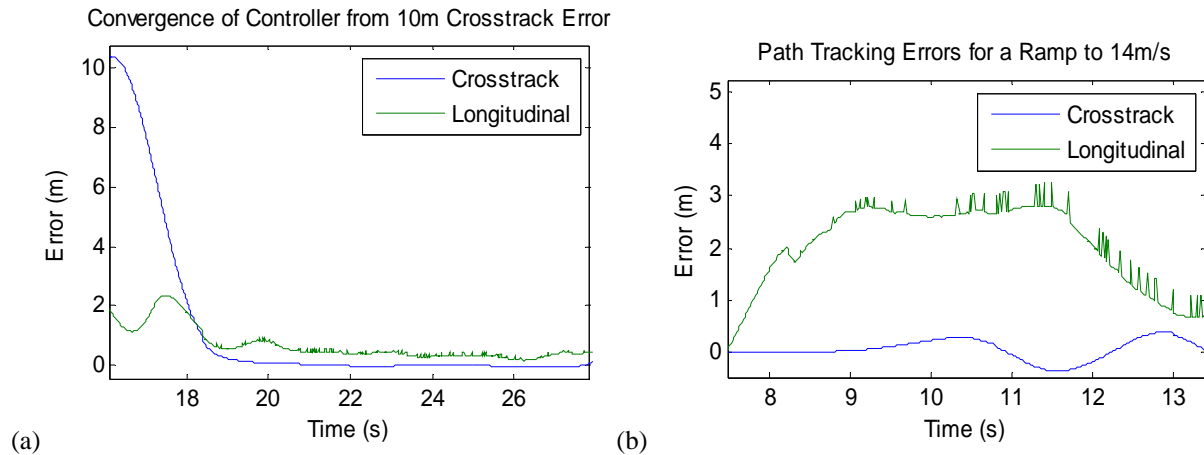 Convergence of Controller from 10m Crosstrack Error
Crosstrack
Longitudinal
Error (m)
10
8
6
4
2
0
18 20 22 24 26
Time (s)
(a)
Path Tracking Errors for a Ramp to 14m/s
Crosstrack
Longitudinal
Error (m)
5
4
3
2
1
0
8 9 10 11 12 13
Time (s)
(b)